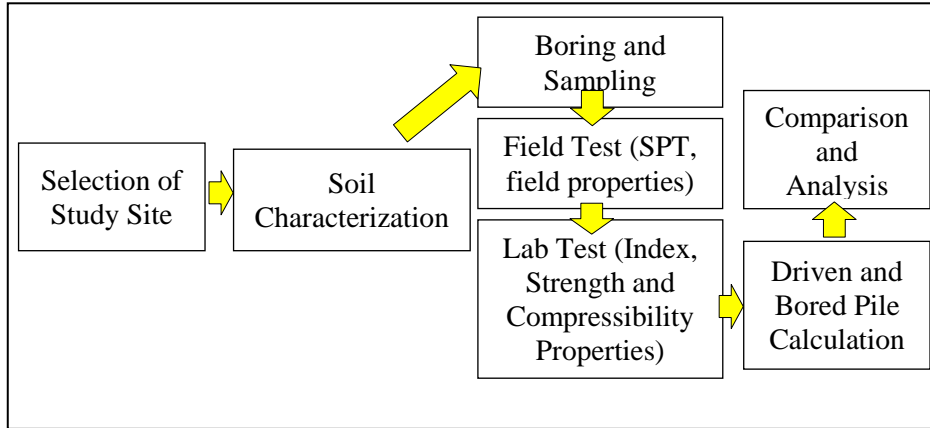 Selection of
Study Site
Soil
Characterization
Boring and
Sampling
Field Test (SPT,
field properties)
Lab Test (Index,
Strength and
Compressibility
Properties)
Driven and
Bored Pile
Calculation
Comparison
and
Analysis